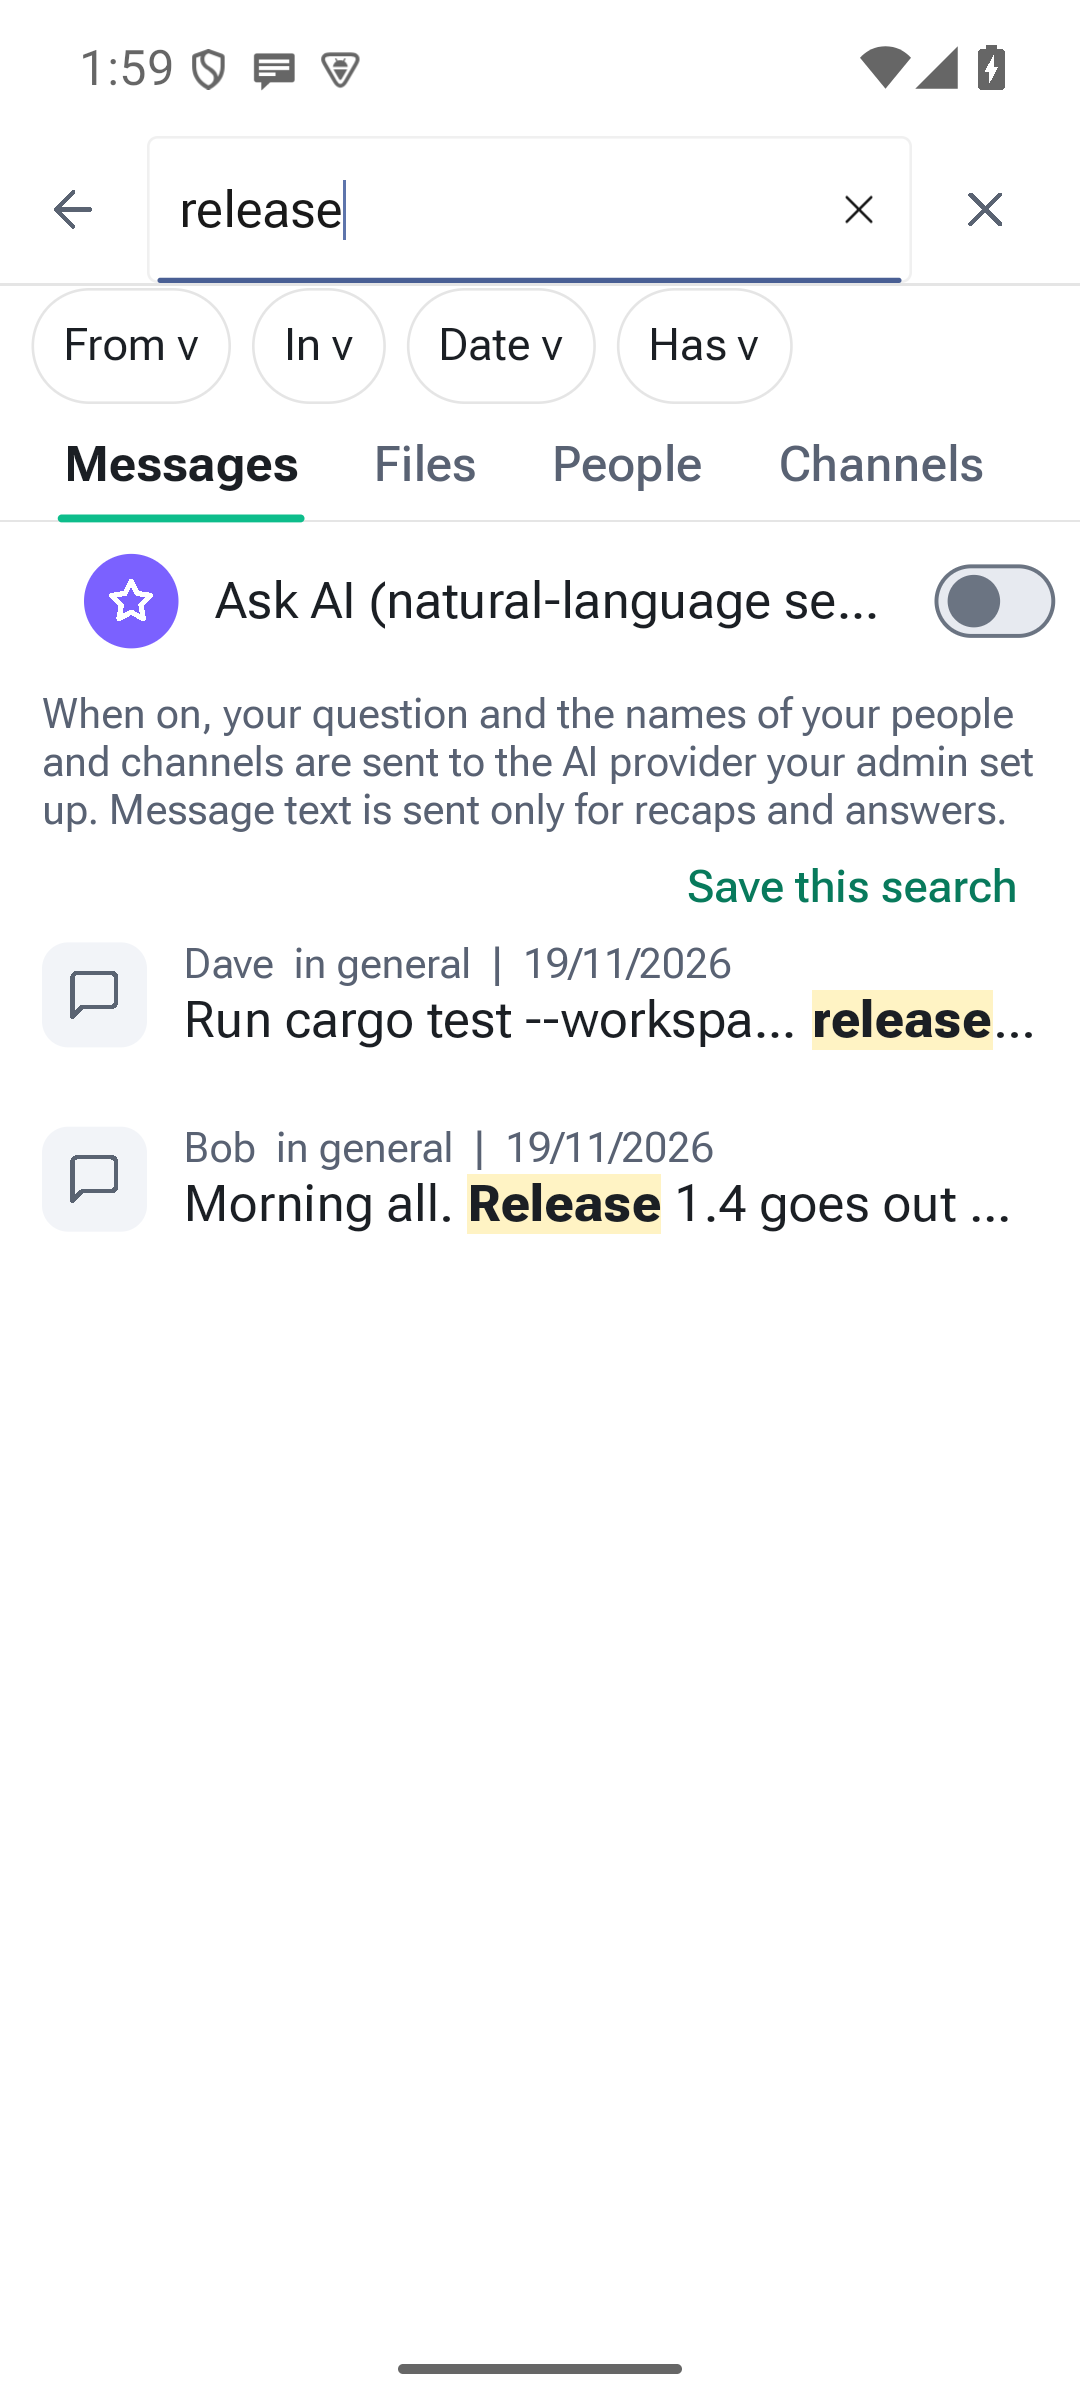 1:59
release
From v In v Date v Has v
Messages Files People Channels
Ask AI (natural-language se...
When on, your question and the names of your people
and channels are sent to the AI provider your admin set
up. Message text is sent only for recaps and answers.
Save this search
Dave in general | 19/11/2026
Run cargo test --workspa... release...
Bob in general | 19/11/2026
Morning all. Release 1.4 goes out ...